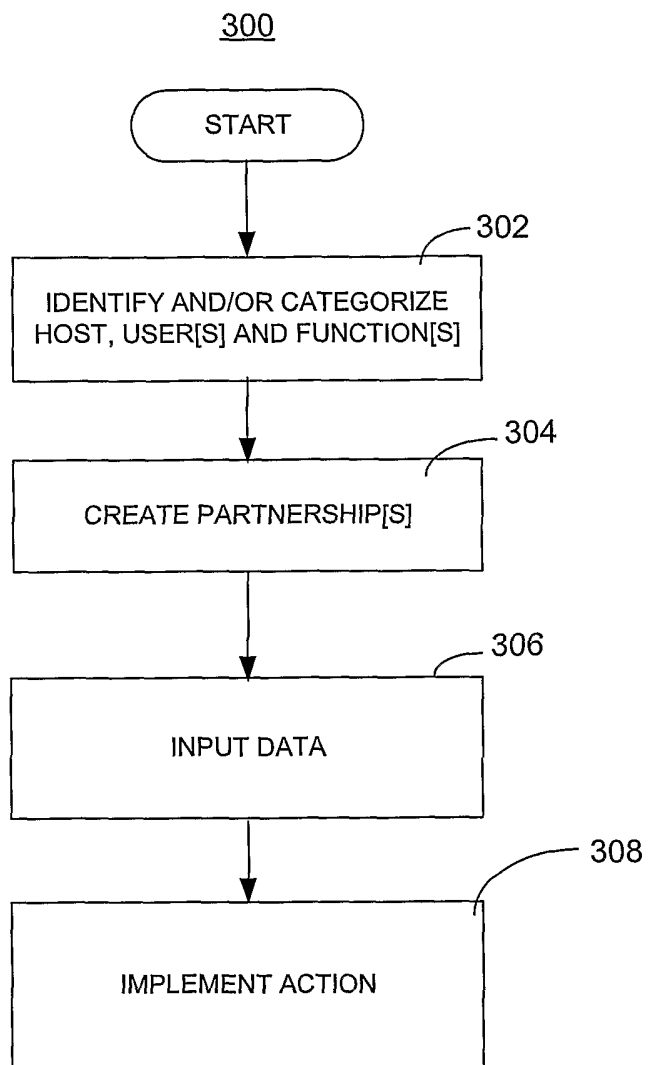 300
START
302
IDENTIFY AND/OR CATEGORIZE
HOST, USER[S] AND FUNCTION[S]
304
CREATE PARTNERSHIP[S]
306
INPUT DATA
308
IMPLEMENT ACTION